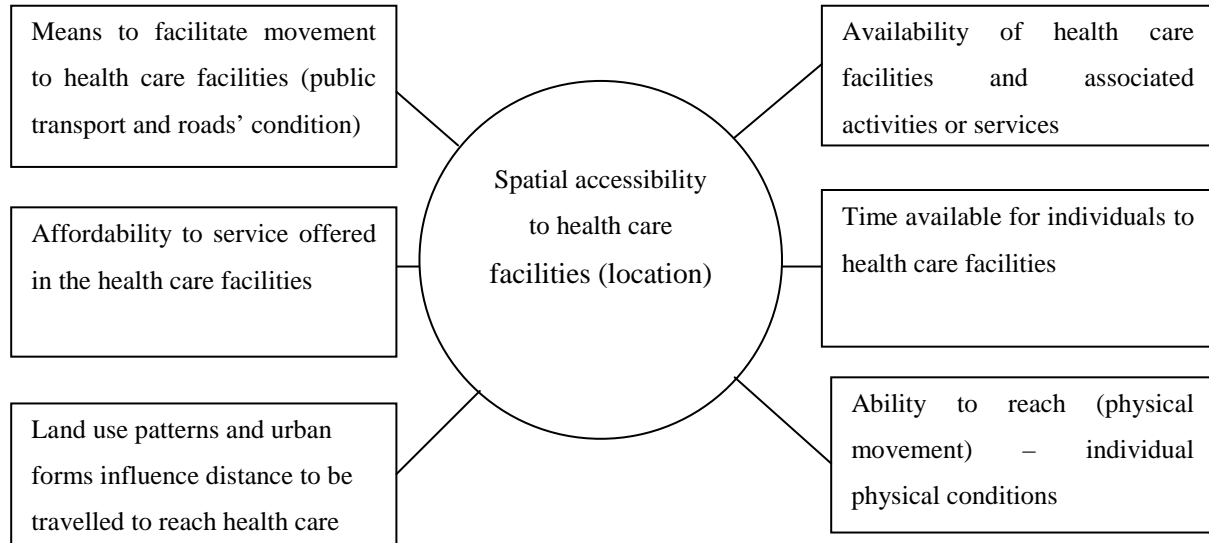 Means to facilitate movement
to health care facilities (public
transport and roads’ condition)
Affordability to service offered
in the health care facilities
Land use patterns and urban
forms influence distance to be
travelled to reach health care
Spatial accessibility
to health care
facilities (location)
Availability of health care
facilities and associated
activities or services
Time available for individuals to
health care facilities
Ability to reach (physical
movement) – individual
physical conditions